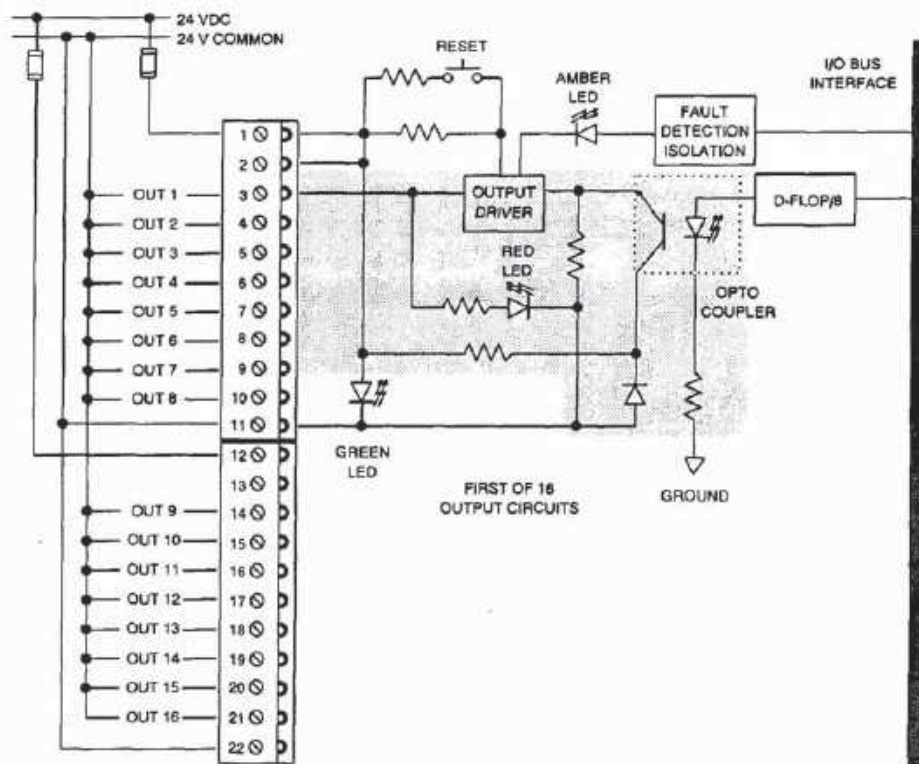 24 VDC
24 V COMMON
RESET
AMBER
LED
I/O BUS
INTERFACE
FAULT
DETECTION
ISOLATION
1
2
OUT 1 3
OUT 2 4
OUT 3 5
OUT 4 6
OUT 5 7
OUT 6 8
OUT 7 9
OUT 8 10
11
12
13
OUT 9 14
OUT 10 15
OUT 11 16
OUT 12 17
OUT 13 18
OUT 14 19
OUT 15 20
OUT 16 21
22
OUTPUT
DRIVER
D-FLOP/8
RED
LED
OPTO
COUPLER
GREEN
LED
FIRST OF 16
OUTPUT CIRCUITS
GROUND